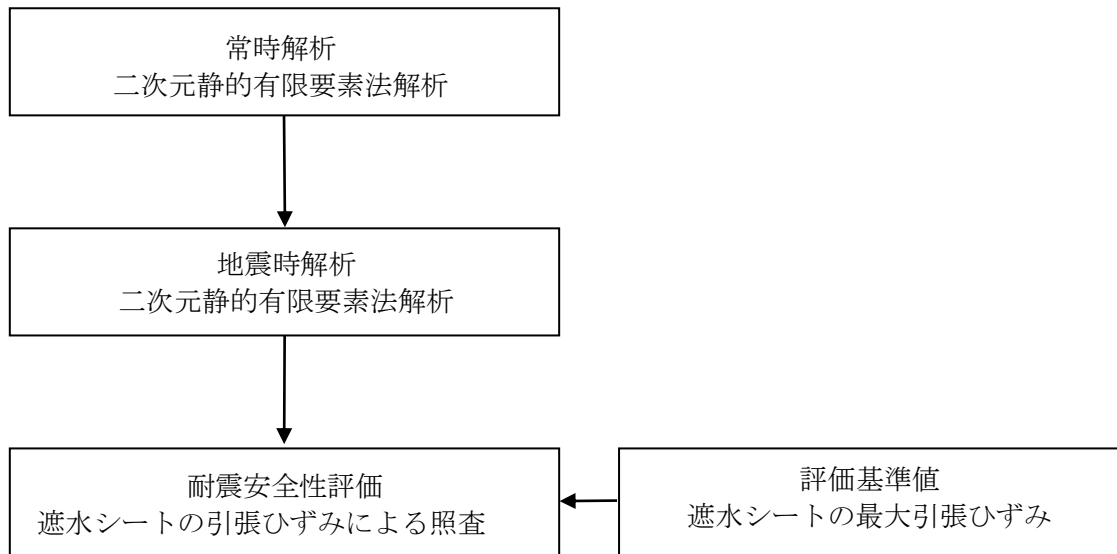 常時解析
二次元静的有限要素法解析
地震時解析
二次元静的有限要素法解析
耐震安全性評価
遮水シートの引張ひずみによる照査
評価基準値
遮水シートの最大引張ひずみ